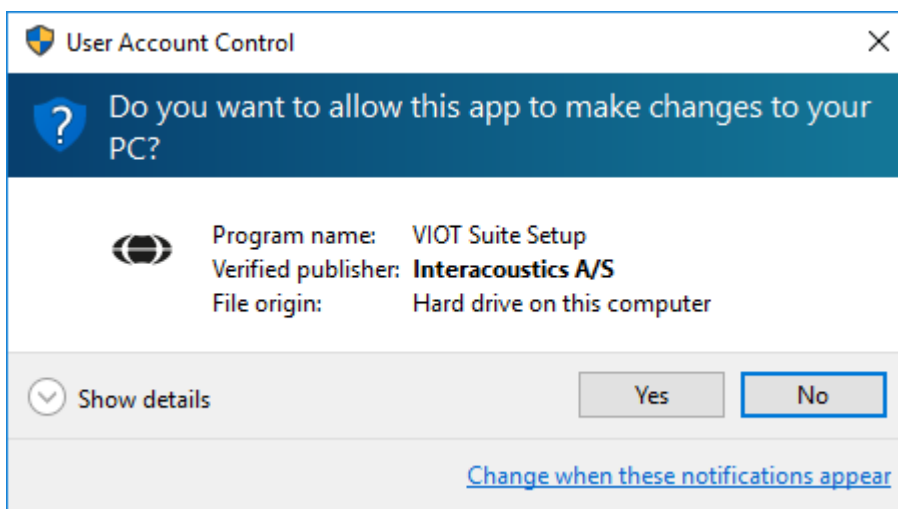 User Account Control
Do you want to allow this app to make changes to your
PC?
Program name: VIOT Suite Setup
Verified publisher: Interacoustics A/S
File origin: Hard drive on this computer
Show details
Yes
No
Change when these notifications appear